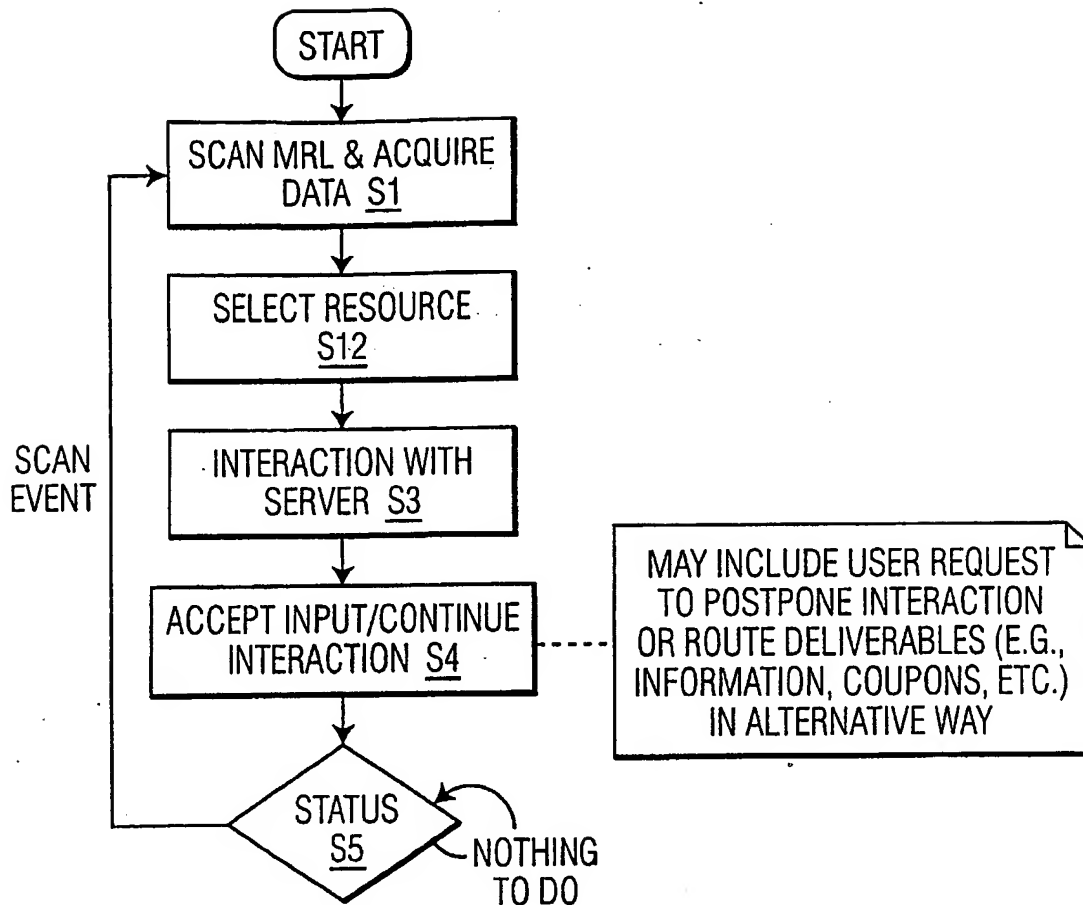 START
SCAN MRL & ACQUIRE
DATA S1
SELECT RESOURCE
S12
INTERACTION WITH
SERVER S3
SCAN
EVENT
ACCEPT INPUT/CONTINUE
INTERACTION S4
MAY INCLUDE USER REQUEST
TO POSTPONE INTERACTION
OR ROUTE DELIVERABLES (E.G.,
INFORMATION, COUPONS, ETC.)
IN ALTERNATIVE WAY
STATUS
S5
NOTHING
TO DO